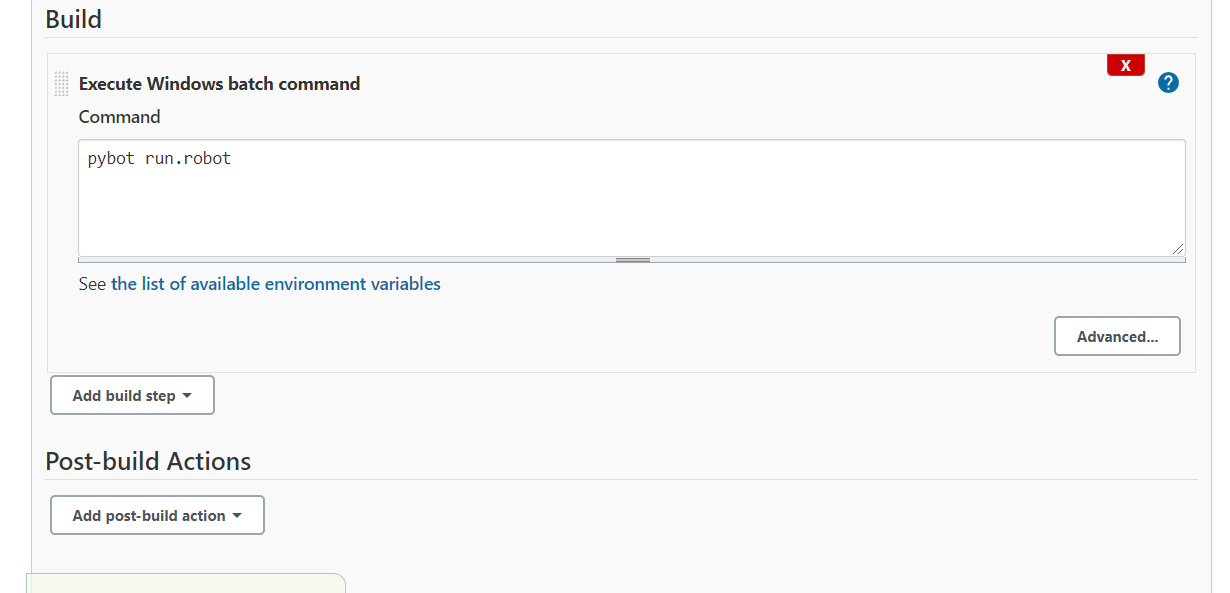 Build
X
Execute Windows batch command
?
Command
pybot run.robot
See the list of available environment variables
Advanced...
Add build step
Post-build Actions
Add post-build action